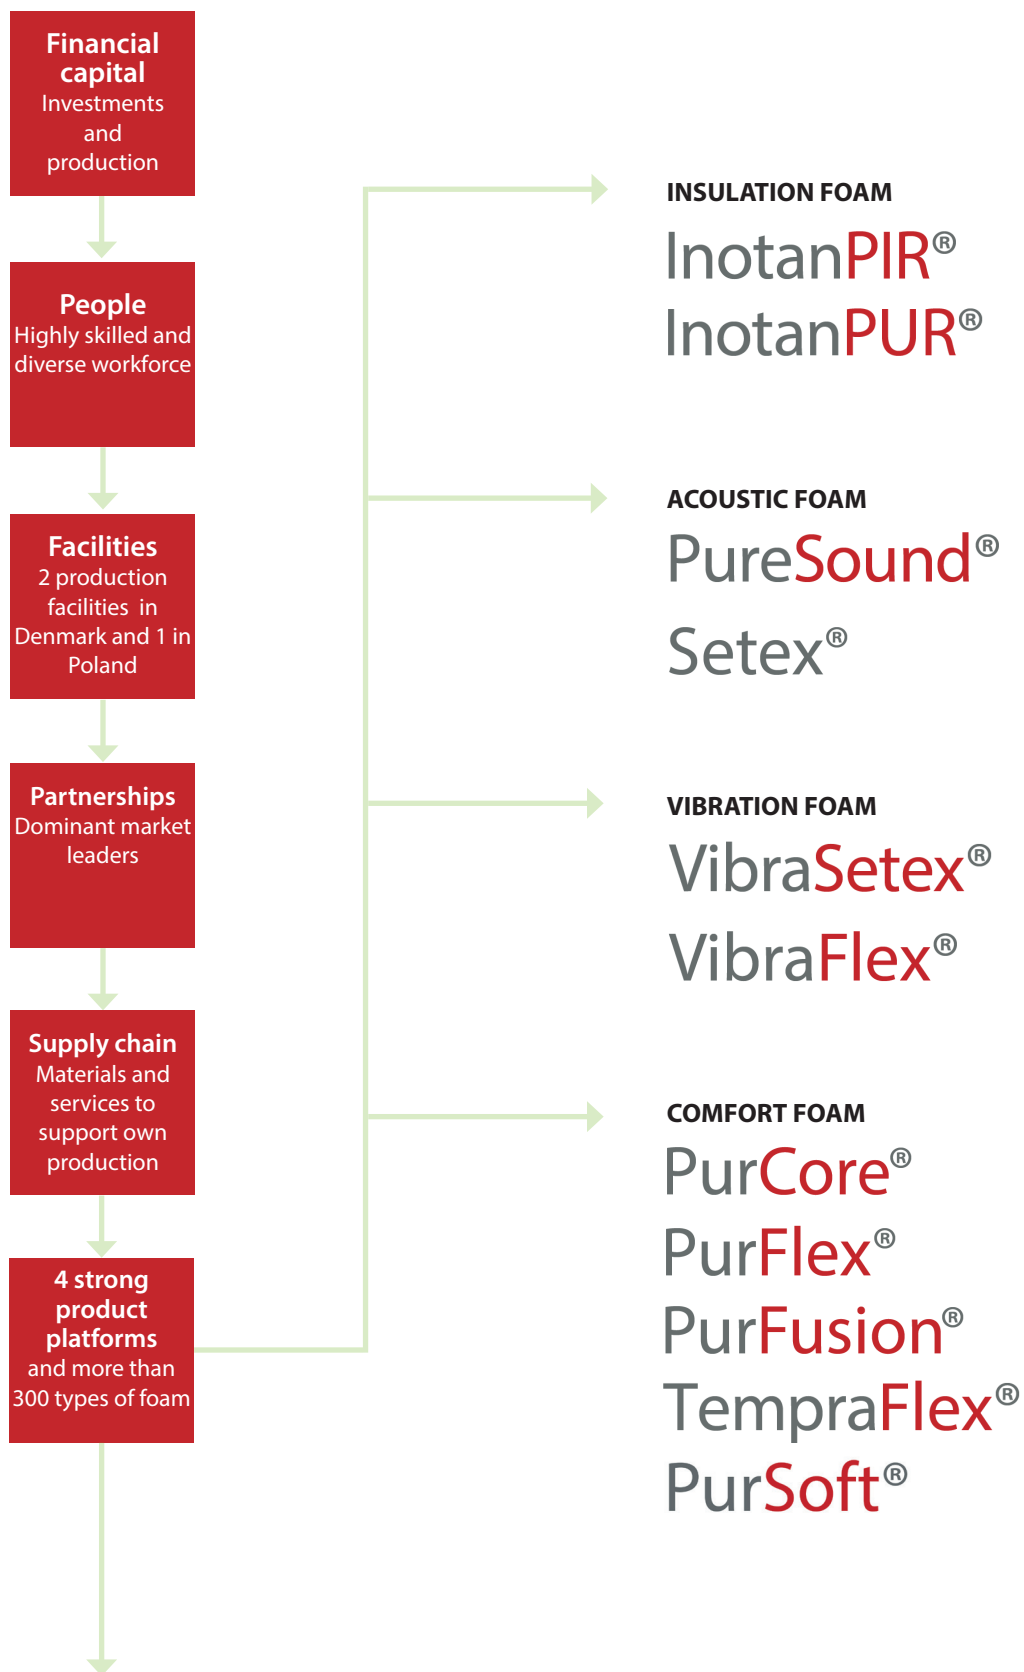 Financial
capital
Investments
and
production
People
Highly skilled and
diverse workforce
Facilities
2 production
facilities in
Denmark and 1 in
Poland
Partnerships
Dominant market
leaders
Supply chain
Materials and
services to
support own
production
4 strong
product
platforms
and more than
300 types of foam
INSULATION FOAM
InotanPIR®
InotanPUR®
ACOUSTIC FOAM
PureSound®
Setex®
VIBRATION FOAM
VibraSetex®
VibraFlex®
COMFORT FOAM
PurCore®
PurFlex®
PurFusion®
TempraFlex®
PurSoft®